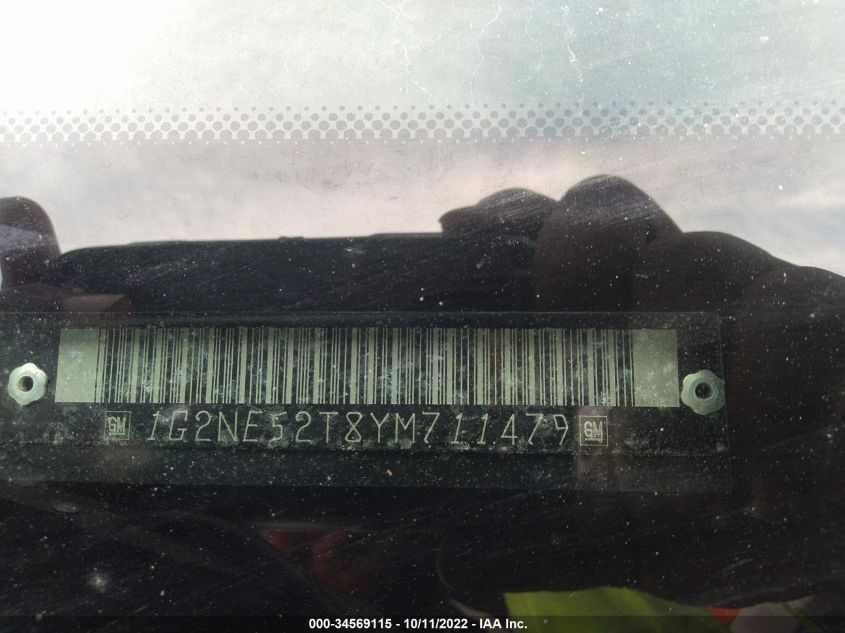 GM 1G2NE52T8YM711479 GM
000-34569115 - 10/11/2022 - IAA Inc.